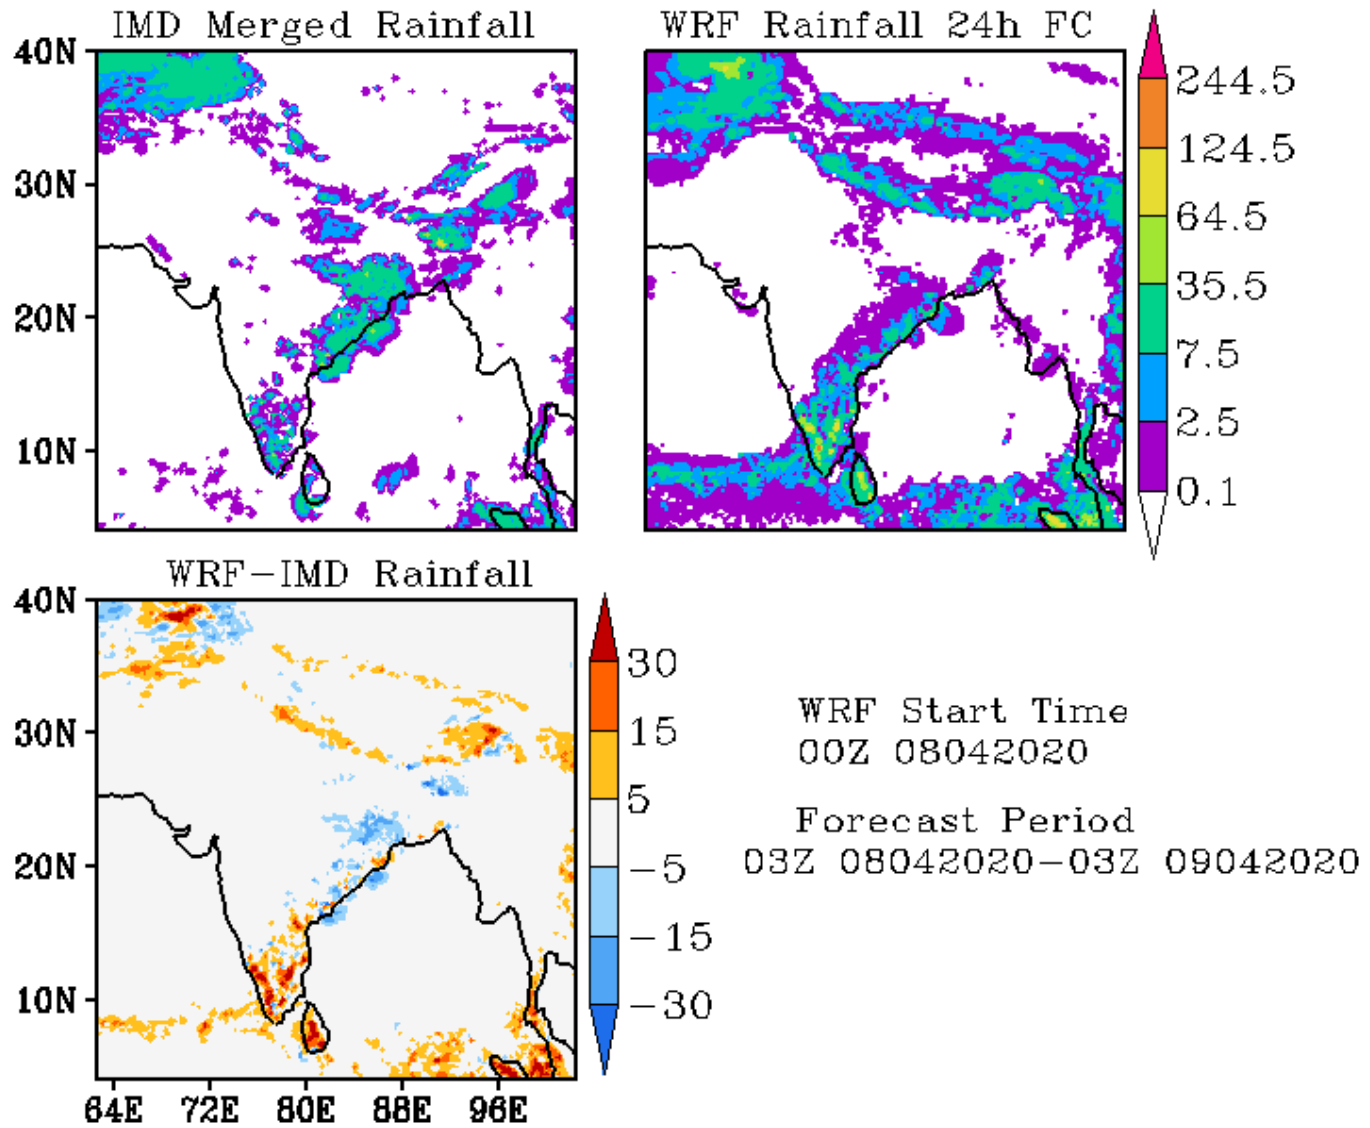 IMD Merged Rainfall
WRF Rainfall 24h FC
40N
30N
20N
10N
244.5
124.5
64.5
35.5
7.5
2.5
0.1
WRF-IMD Rainfall
40N
30N
20N
10N
64E 72E 80E 88E 96E
30
15
5
-5
-15
-30
WRF Start Time
00Z 08042020
Forecast Period
03Z 08042020-03Z 09042020